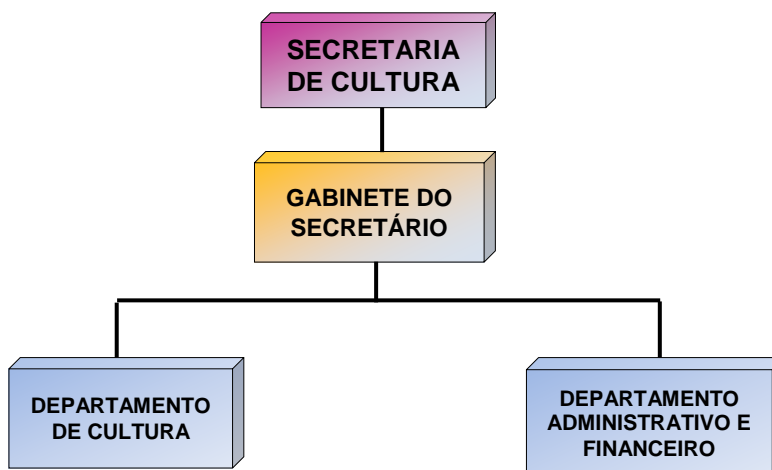 SECRETARIA
DE CULTURA
GABINETE DO
SECRETÁRIO
DEPARTAMENTO
DE CULTURA
DEPARTAMENTO
ADMINISTRATIVO E
FINANCEIRO